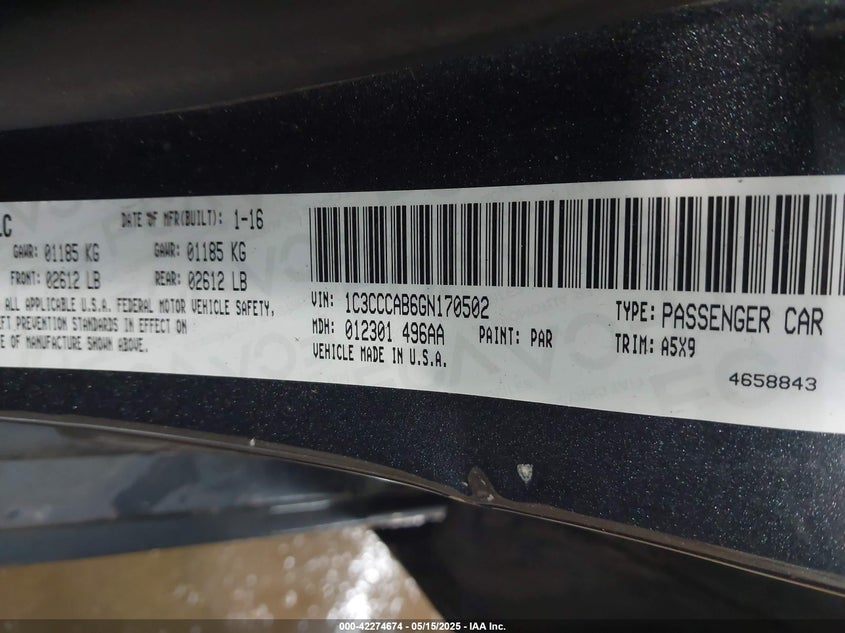 LC
DATE OF MFR(BUILT): 1-16
GAWR: 01185 KG GAWR: 01185 KG
FRONT: 02612 LB REAR: 02612 LB
ALL APPLICABLE U.S.A. FEDERAL MOTOR VEHICLE SAFETY,
EFT PREVENTION STANDARDS IN EFFECT ON
TE OF MANUFACTURE SHOWN ABOVE.
VIN: 1C3CCCAB6GN170502
MDH: 012301 496AA PAINT: PAR
VEHICLE MADE IN U.S.A.
TYPE: PASSENGER CAR
TRIM: A5X9
4658843
000-42274674 - 05/15/2025 - IAA Inc.